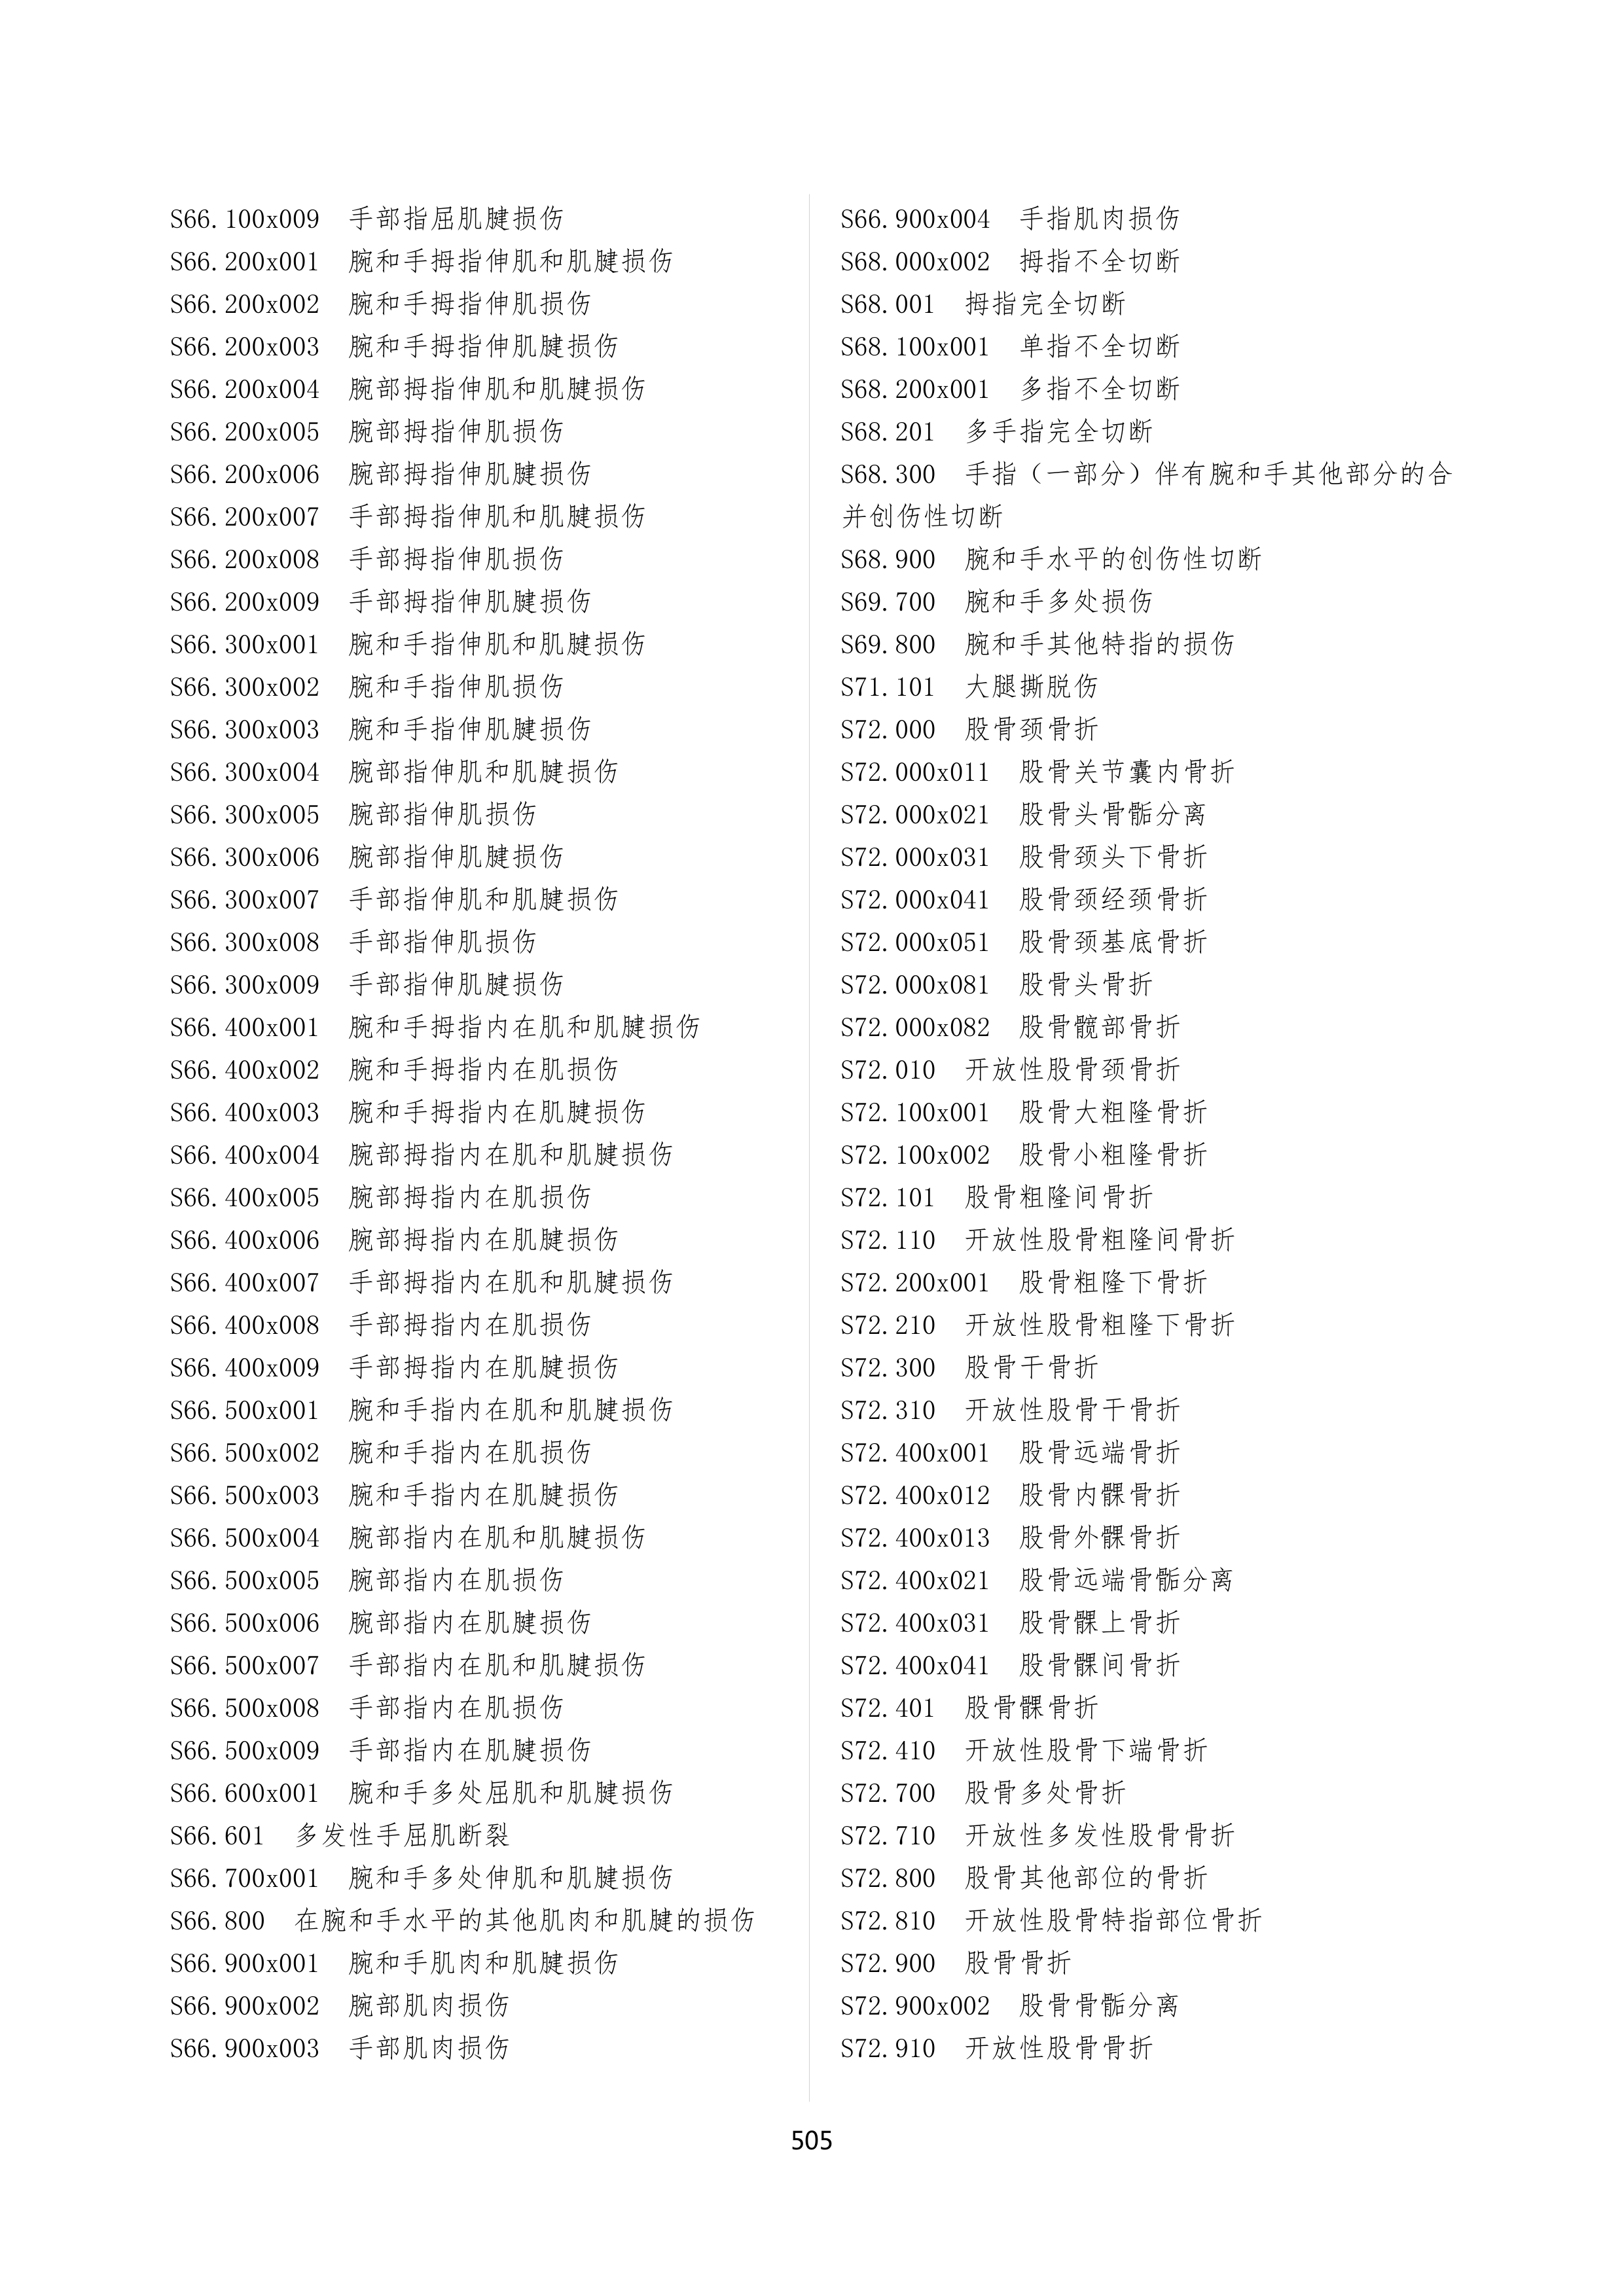 S66.100x009  手部指屈肌腱损伤
S66.200x001  腕和手拇指伸肌和肌腱损伤
S66.200x002  腕和手拇指伸肌损伤
S66.200x003  腕和手拇指伸肌腱损伤
S66.200x004  腕部拇指伸肌和肌腱损伤
S66.200x005  腕部拇指伸肌损伤
S66.200x006  腕部拇指伸肌腱损伤
S66.200x007  手部拇指伸肌和肌腱损伤
S66.200x008  手部拇指伸肌损伤
S66.200x009  手部拇指伸肌腱损伤
S66.300x001  腕和手指伸肌和肌腱损伤
S66.300x002  腕和手指伸肌损伤
S66.300x003  腕和手指伸肌腱损伤
S66.300x004  腕部指伸肌和肌腱损伤
S66.300x005  腕部指伸肌损伤
S66.300x006  腕部指伸肌腱损伤
S66.300x007  手部指伸肌和肌腱损伤
S66.300x008  手部指伸肌损伤
S66.300x009  手部指伸肌腱损伤
S66.400x001  腕和手拇指内在肌和肌腱损伤
S66.400x002  腕和手拇指内在肌损伤
S66.400x003  腕和手拇指内在肌腱损伤
S66.400x004  腕部拇指内在肌和肌腱损伤
S66.400x005  腕部拇指内在肌损伤
S66.400x006  腕部拇指内在肌腱损伤
S66.400x007  手部拇指内在肌和肌腱损伤
S66.400x008  手部拇指内在肌损伤
S66.400x009  手部拇指内在肌腱损伤
S66.500x001  腕和手指内在肌和肌腱损伤
S66.500x002  腕和手指内在肌损伤
S66.500x003  腕和手指内在肌腱损伤
S66.500x004  腕部指内在肌和肌腱损伤
S66.500x005  腕部指内在肌损伤
S66.500x006  腕部指内在肌腱损伤
S66.500x007  手部指内在肌和肌腱损伤
S66.500x008  手部指内在肌损伤
S66.500x009  手部指内在肌腱损伤
S66.600x001  腕和手多处屈肌和肌腱损伤
S66.601  多发性手屈肌断裂
S66.700x001  腕和手多处伸肌和肌腱损伤
S66.800  在腕和手水平的其他肌肉和肌腱的损伤
S66.900x001  腕和手肌肉和肌腱损伤
S66.900x002  腕部肌肉损伤
S66.900x003  手部肌肉损伤
S66.900x004  手指肌肉损伤
S68.000x002  拇指不全切断
S68.001  拇指完全切断
S68.100x001  单指不全切断
S68.200x001  多指不全切断
S68.201  多手指完全切断
S68.300  手指（一部分）伴有腕和手其他部分的合
并创伤性切断
S68.900  腕和手水平的创伤性切断
S69.700  腕和手多处损伤
S69.800  腕和手其他特指的损伤
S71.101  大腿撕脱伤
S72.000  股骨颈骨折
S72.000x011  股骨关节囊内骨折
S72.000x021  股骨头骨骺分离
S72.000x031  股骨颈头下骨折
S72.000x041  股骨颈经颈骨折
S72.000x051  股骨颈基底骨折
S72.000x081  股骨头骨折
S72.000x082  股骨髋部骨折
S72.010  开放性股骨颈骨折
S72.100x001  股骨大粗隆骨折
S72.100x002  股骨小粗隆骨折
S72.101  股骨粗隆间骨折
S72.110  开放性股骨粗隆间骨折
S72.200x001  股骨粗隆下骨折
S72.210  开放性股骨粗隆下骨折
S72.300  股骨干骨折
S72.310  开放性股骨干骨折
S72.400x001  股骨远端骨折
S72.400x012  股骨内髁骨折
S72.400x013  股骨外髁骨折
S72.400x021  股骨远端骨骺分离
S72.400x031  股骨髁上骨折
S72.400x041  股骨髁间骨折
S72.401  股骨髁骨折
S72.410  开放性股骨下端骨折
S72.700  股骨多处骨折
S72.710  开放性多发性股骨骨折
S72.800  股骨其他部位的骨折
S72.810  开放性股骨特指部位骨折
S72.900  股骨骨折
S72.900x002  股骨骨骺分离
S72.910  开放性股骨骨折
505